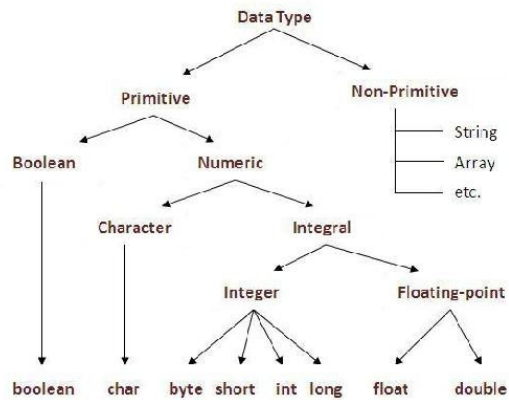 Data Type
Primitive
Non-Primitive
String
Array
etc.
Boolean
Numeric
Character
Integral
Integer
Floating-point
boolean char byte short int long float double